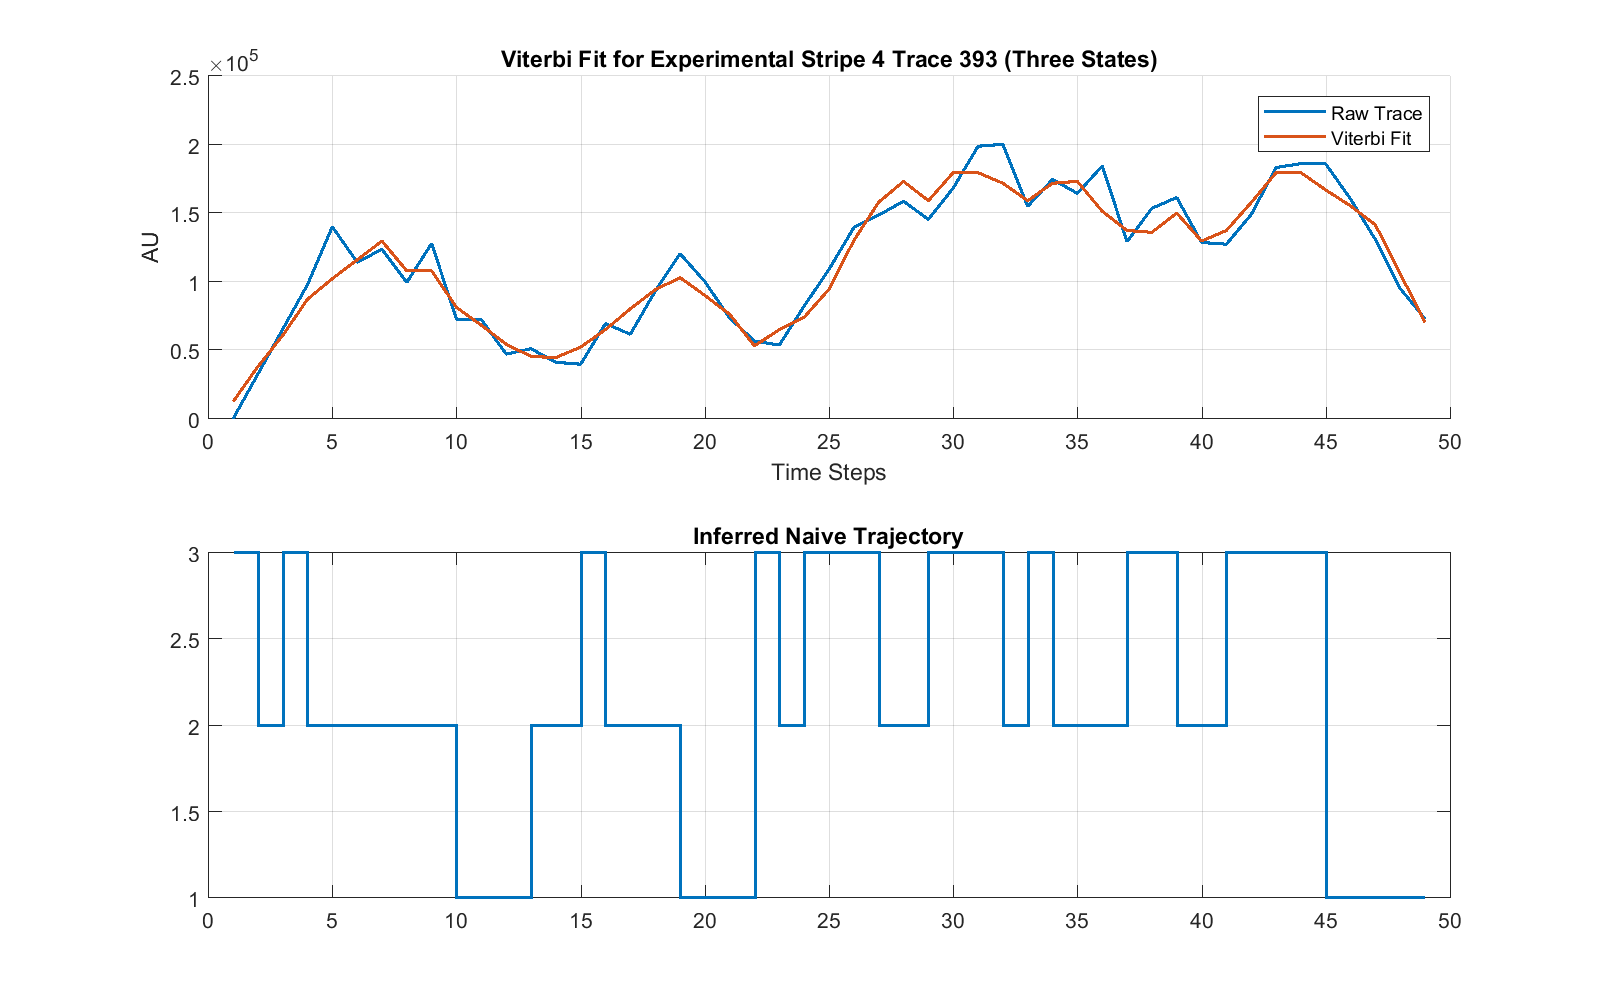 Viterbi Fit for Experimental Stripe 4 Trace 393 (Three States)
×10^5
2.5
2
1.5
1
0.5
0
AU
Raw Trace
Viterbi Fit
0 5 10 15 20 25 30 35 40 45 50
Time Steps
Inferred Naive Trajectory
3
2.5
2
1.5
1
0 5 10 15 20 25 30 35 40 45 50